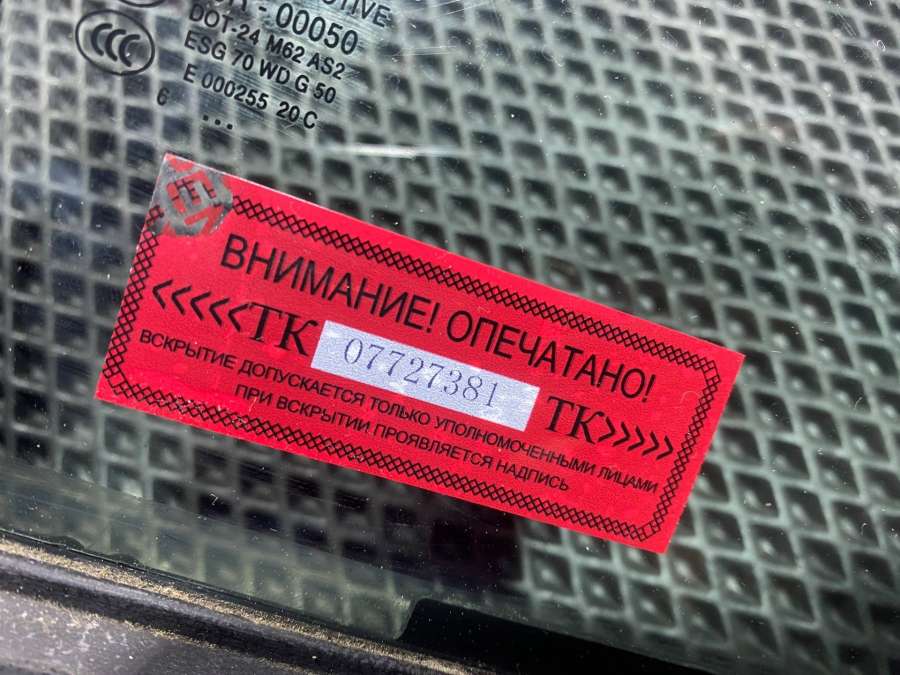 - 00050
DOT-24 M62 AS2
ESG 70 WD G 50
E 000255 20 C
6 ...
ВНИМАНИЕ! ОПЕЧАТАНО!
<<<<<ТК 07727381 ТК>>>>>
ВСКРЫТИЕ ДОПУСКАЕТСЯ ТОЛЬКО УПОЛНОМОЧЕННЫМИ ЛИЦАМИ
ПРИ ВСКРЫТИИ ПРОЯВЛЯЕТСЯ НАДПИСЬ